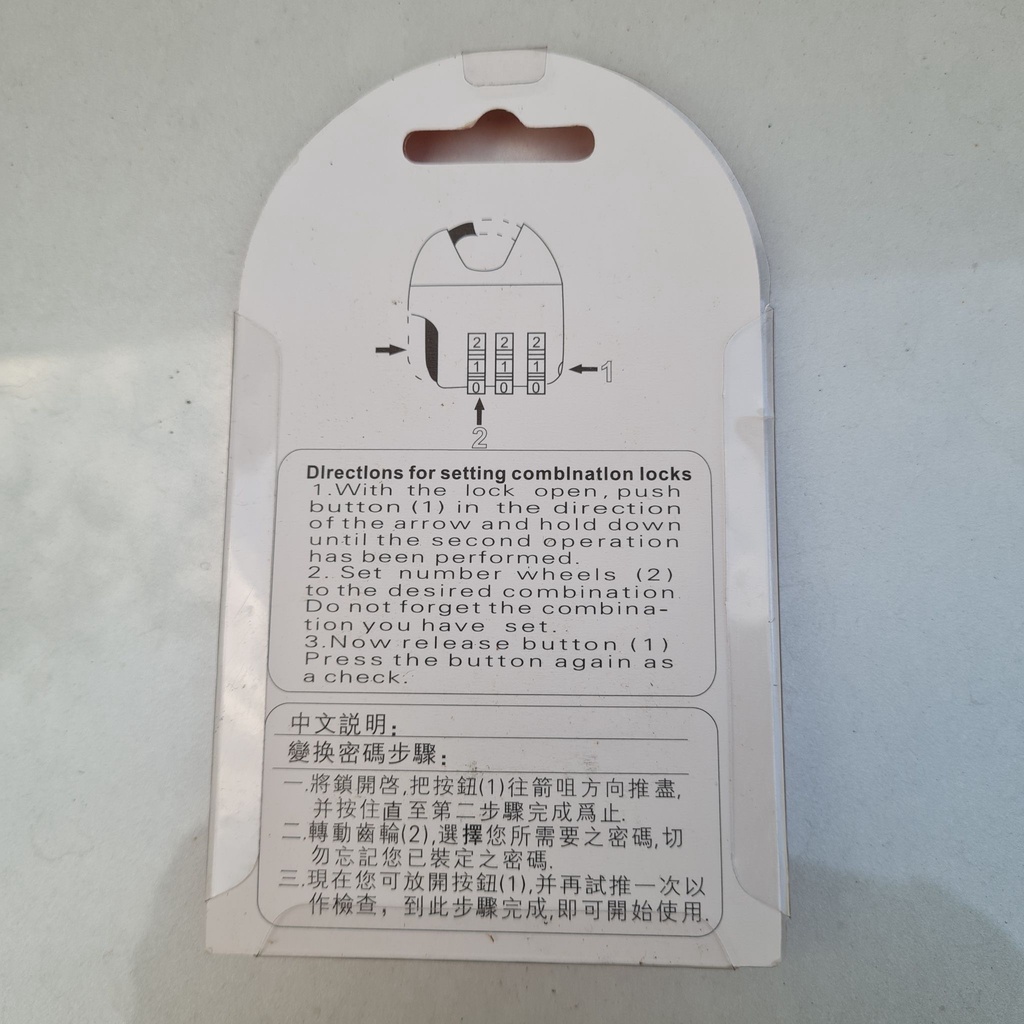 2 2 2
1 1 1
0 0 0
1
2
Directions for setting combination locks
1.With the lock open, push
button (1) in the direction
of the arrow and hold down
until the second operation
has been performed.
2. Set number wheels (2)
to the desired combination
Do not forget the combina-
tion you have set.
3.Now release button (1)
Press the button again as
a check.
中文説明:
變换密碼步驟:
一.將鎖開啓,把按鈕(1)往箭咀方向推盡,
并按住直至第二步驟完成爲止.
二.轉動齒輪(2),選擇您所需要之密碼,切
勿忘記您已裝定之密碼.
三.現在您可放開按鈕(1),并再試推一次以
作檢查，到此步驟完成,即可開始使用.